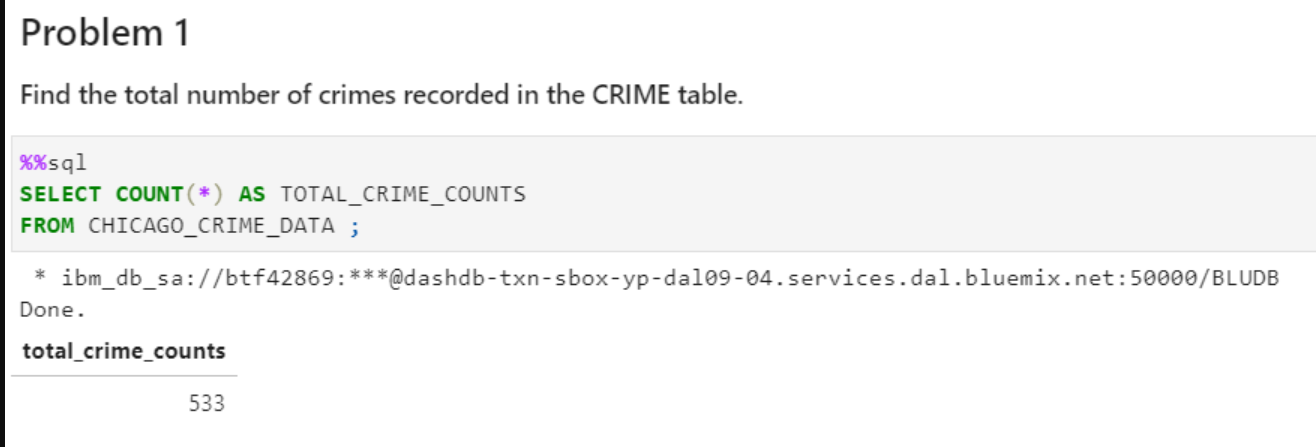 Problem 1
Find the total number of crimes recorded in the CRIME table.
%%sql
SELECT COUNT(*) AS TOTAL_CRIME_COUNTS
FROM CHICAGO_CRIME_DATA ;
* ibm_db_sa://btf42869:***@dashdb-txn-sbox-yp-dal09-04.services.dal.bluemix.net:50000/BLUDB
Done.
total_crime_counts
533